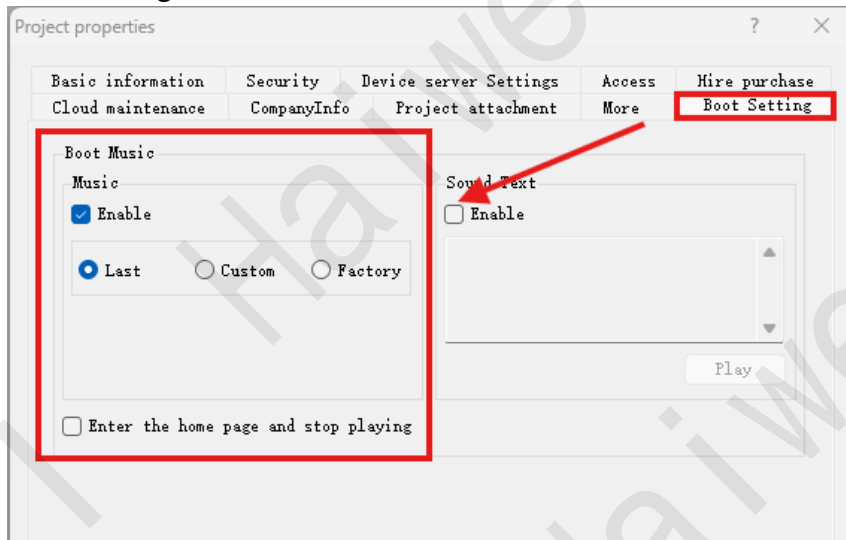 Project properties
Basic information Security Device server Settings Access Hire purchase
Cloud maintenance CompanyInfo Project attachment More Boot Setting
Boot Music
Music
Enable
Last Custom Factory
Enter the home page and stop playing
Sound Text
Enable
Play
Haiwe